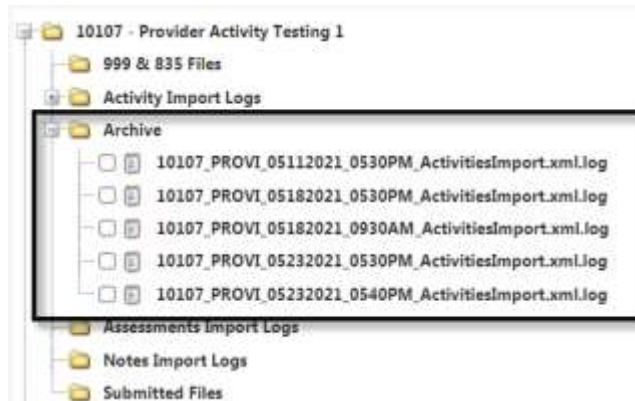 10107 - Provider Activity Testing 1
999 & 835 Files
Activity Import Logs
Archive
10107_PROVI_05112021_0530PM_ActivitiesImport.xml.log
10107_PROVI_05182021_0530PM_ActivitiesImport.xml.log
10107_PROVI_05182021_0930AM_ActivitiesImport.xml.log
10107_PROVI_05232021_0530PM_ActivitiesImport.xml.log
10107_PROVI_05232021_0540PM_ActivitiesImport.xml.log
Assessments Import Logs
Notes Import Logs
Submitted Files